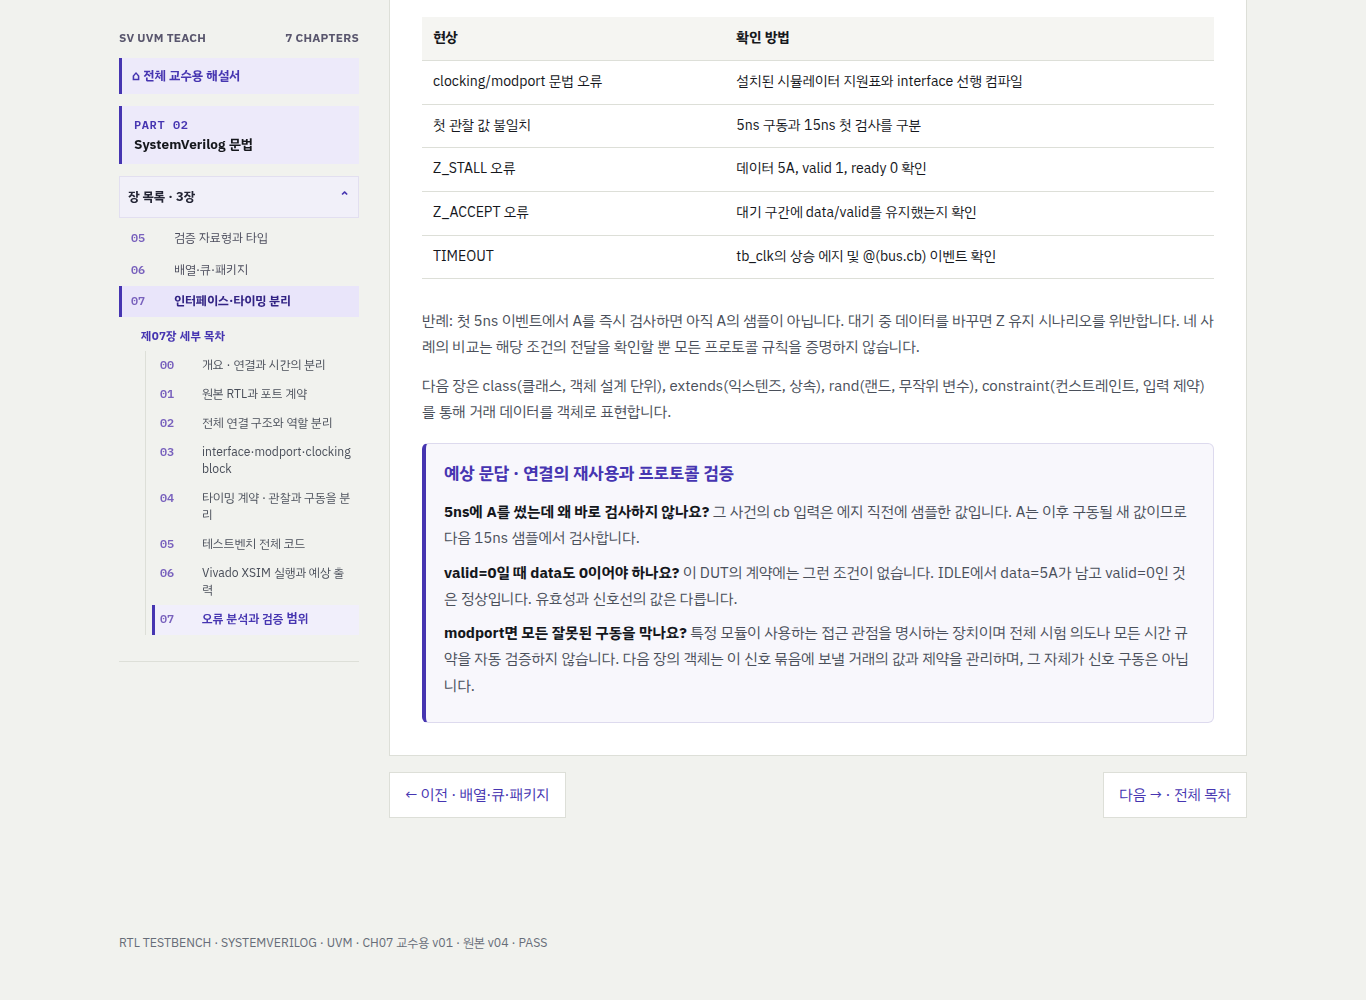 SV UVM TEACH 7 CHAPTERS
⌂ 전체 교수용 해설서
PART 02
SystemVerilog 문법
장 목록 · 3장
05 검증 자료형과 타입
06 배열·큐·패키지
07 인터페이스·타이밍 분리
제07장 세부 목차
00 개요 · 연결과 시간의 분리
01 원본 RTL과 포트 계약
02 전체 연결 구조와 역할 분리
03 interface·modport·clocking
block
04 타이밍 계약 · 관찰과 구동을 분
리
05 테스트벤치 전체 코드
06 Vivado XSIM 실행과 예상 출
력
07 오류 분석과 검증 범위
현상 확인 방법
clocking/modport 문법 오류 설치된 시뮬레이터 지원표와 interface 선행 컴파일
첫 관찰 값 불일치 5ns 구동과 15ns 첫 검사를 구분
Z_STALL 오류 데이터 5A, valid 1, ready 0 확인
Z_ACCEPT 오류 대기 구간에 data/valid를 유지했는지 확인
TIMEOUT tb_clk의 상승 에지 및 @(bus.cb) 이벤트 확인
반례: 첫 5ns 이벤트에서 A를 즉시 검사하면 아직 A의 샘플이 아닙니다. 대기 중 데이터를 바꾸면 Z 유지 시나리오를 위반합니다. 네 사
례의 비교는 해당 조건의 전달을 확인할 뿐 모든 프로토콜 규칙을 증명하지 않습니다.
다음 장은 class(클래스, 객체 설계 단위), extends(익스텐즈, 상속), rand(랜드, 무작위 변수), constraint(컨스트레인트, 입력 제약)
를 통해 거래 데이터를 객체로 표현합니다.
예상 문답 · 연결의 재사용과 프로토콜 검증
5ns에 A를 썼는데 왜 바로 검사하지 않나요? 그 사건의 cb 입력은 에지 직전에 샘플한 값입니다. A는 이후 구동될 새 값이므로
다음 15ns 샘플에서 검사합니다.
valid=0일 때 data도 0이어야 하나요? 이 DUT의 계약에는 그런 조건이 없습니다. IDLE에서 data=5A가 남고 valid=0인 것
은 정상입니다. 유효성과 신호선의 값은 다릅니다.
modport면 모든 잘못된 구동을 막나요? 특정 모듈이 사용하는 접근 관점을 명시하는 장치이며 전체 시험 의도나 모든 시간 규
약을 자동 검증하지 않습니다. 다음 장의 객체는 이 신호 묶음에 보낼 거래의 값과 제약을 관리하며, 그 자체가 신호 구동은 아닙
니다.
← 이전 · 배열·큐·패키지 다음 → · 전체 목차
RTL TESTBENCH · SYSTEMVERILOG · UVM · CH07 교수용 v01 · 원본 v04 · PASS